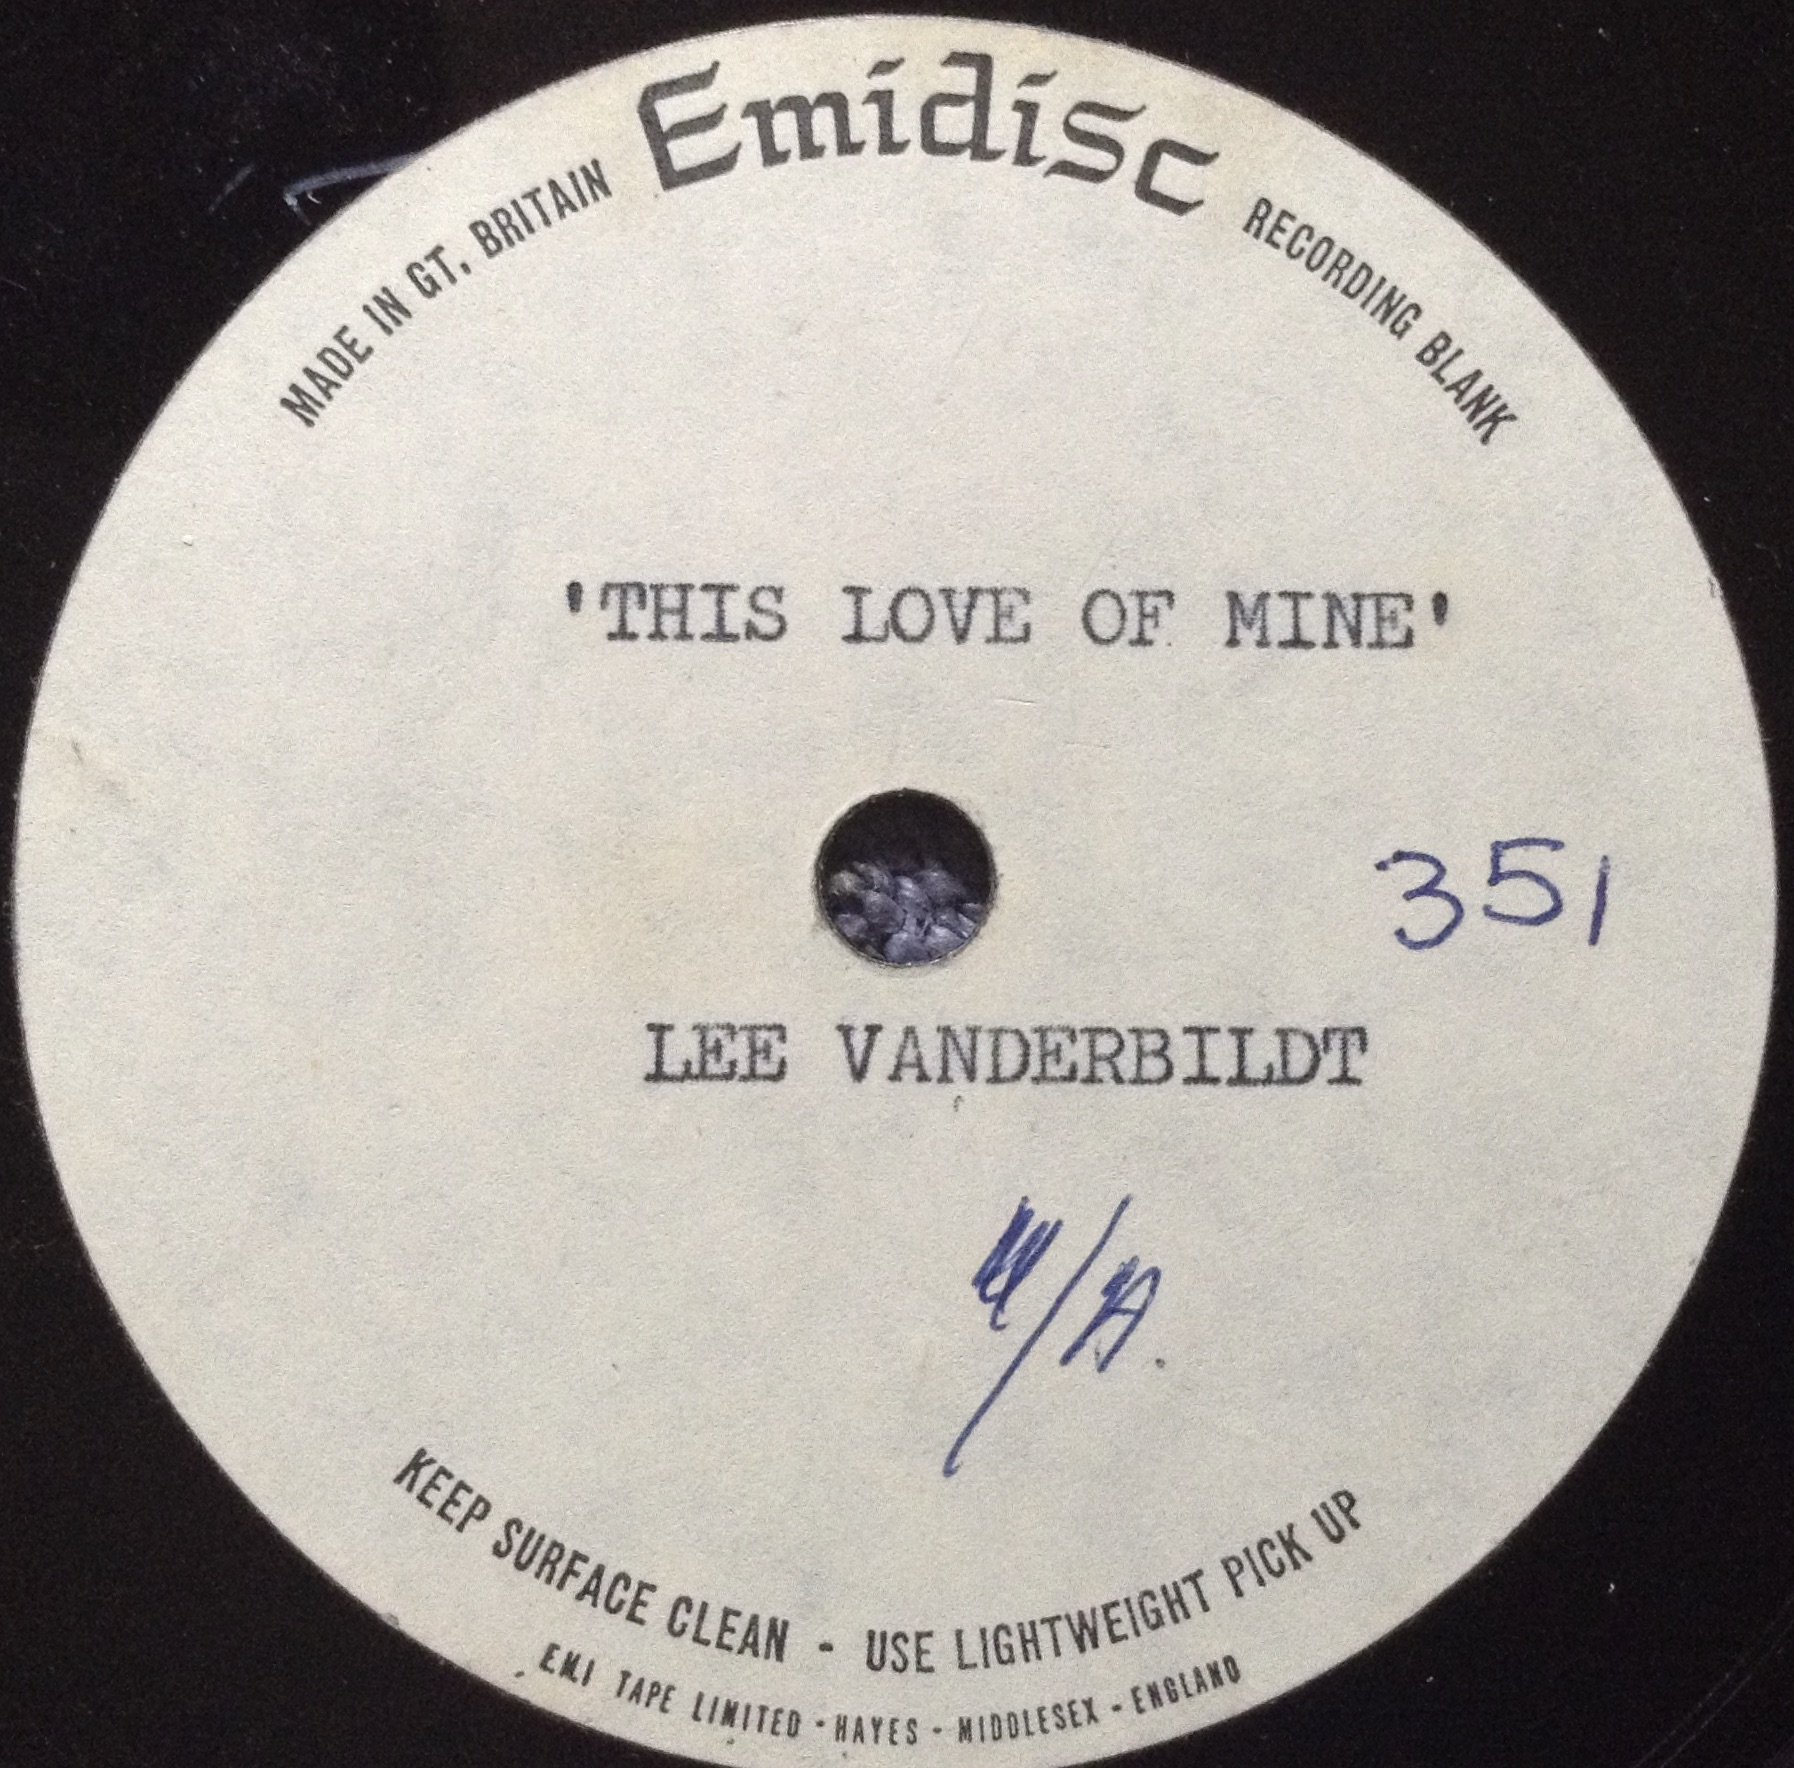 Emidisc
MADE IN GT. BRITAIN
RECORDING BLANK
'THIS LOVE OF MINE'
351
LEE VANDERBILDT
KEEP SURFACE CLEAN - USE LIGHTWEIGHT PICK UP
E.M.I TAPE LIMITED - HAYES - MIDDLESEX - ENGLAND